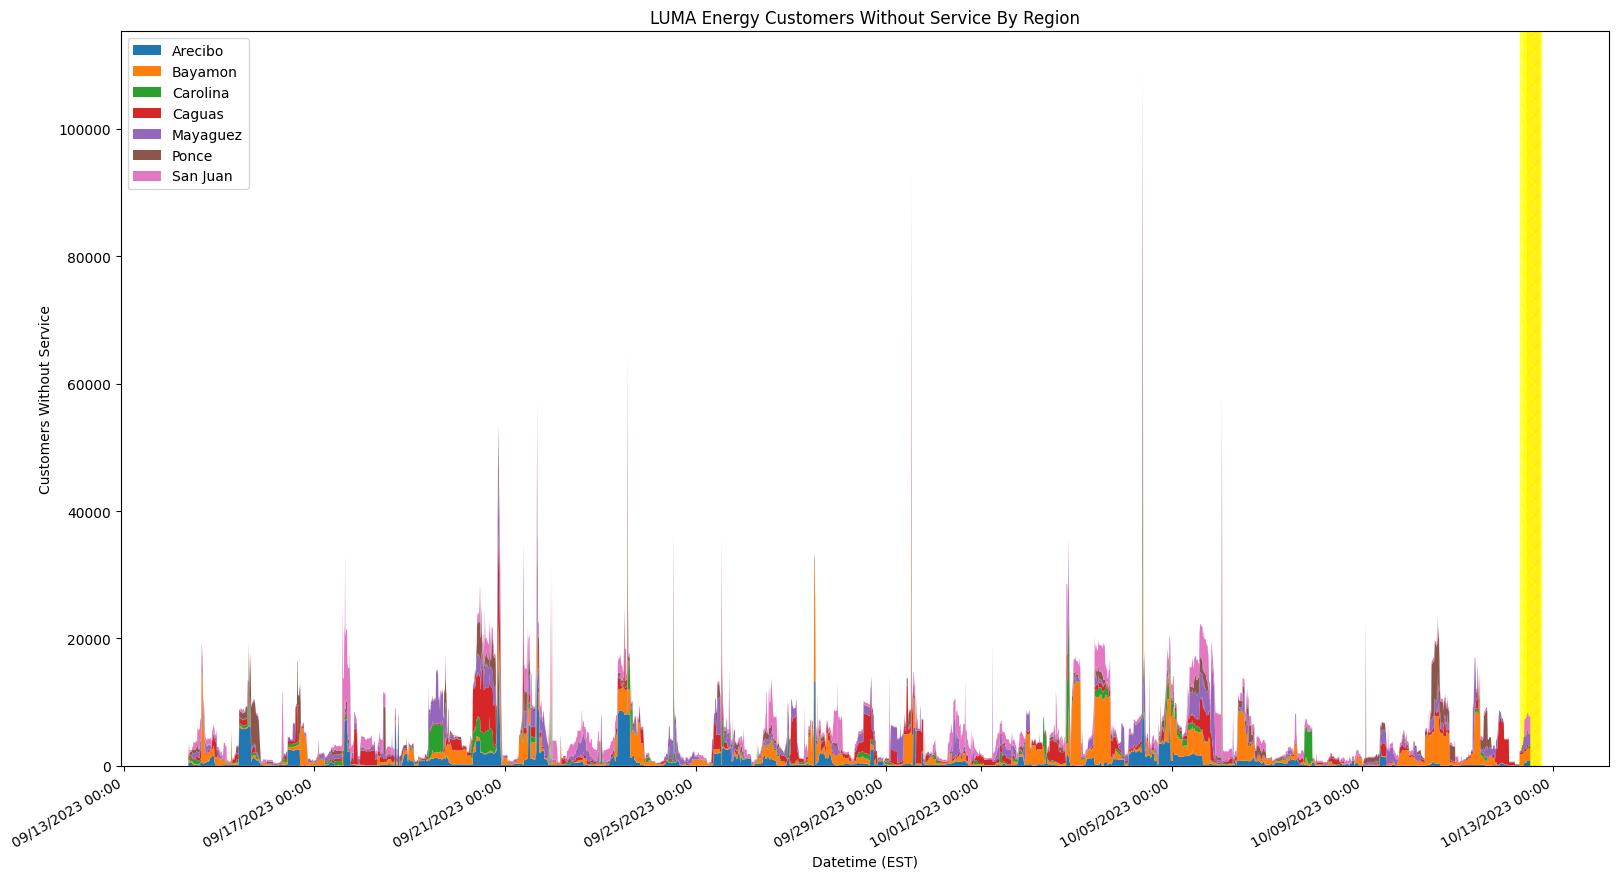 LUMA Energy Customers Without Service By Region
Arecibo
Bayamon
Carolina
Caguas
Mayaguez
Ponce
San Juan
100000
80000
60000
40000
20000
0
Customers Without Service
09/13/2023 00:00
09/17/2023 00:00
09/21/2023 00:00
09/25/2023 00:00
09/29/2023 00:00
10/01/2023 00:00
10/05/2023 00:00
10/09/2023 00:00
10/13/2023 00:00
Datetime (EST)